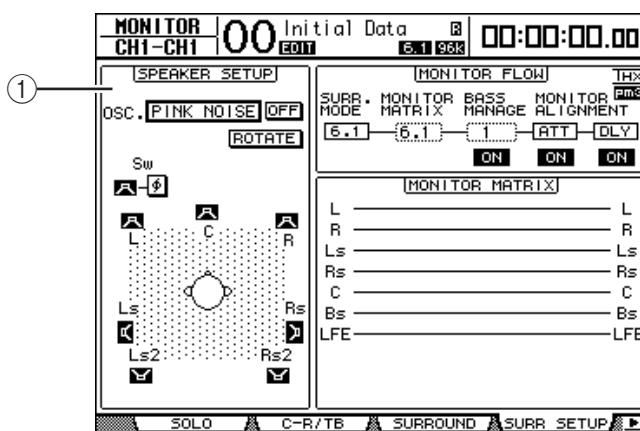 MONITOR
CH1-CH1
00 Initial Data
EDIT
R
6.1 96k
00:00:00.00
1
SPEAKER SETUP
OSC. PINK NOISE OFF
ROTATE
Sw
ϕ
L C R
Ls Rs
Ls2 Rs2
MONITOR FLOW
THX
pm3
SURR. MODE
MONITOR MATRIX
BASS MANAGE
MONITOR ALIGNMENT
6.1 6.1 1 ATT DLY
ON ON ON
MONITOR MATRIX
L L
R R
Ls Ls
Rs Rs
C C
Bs Bs
LFE LFE
SOLO C-R/TB SURROUND SURR SETUP